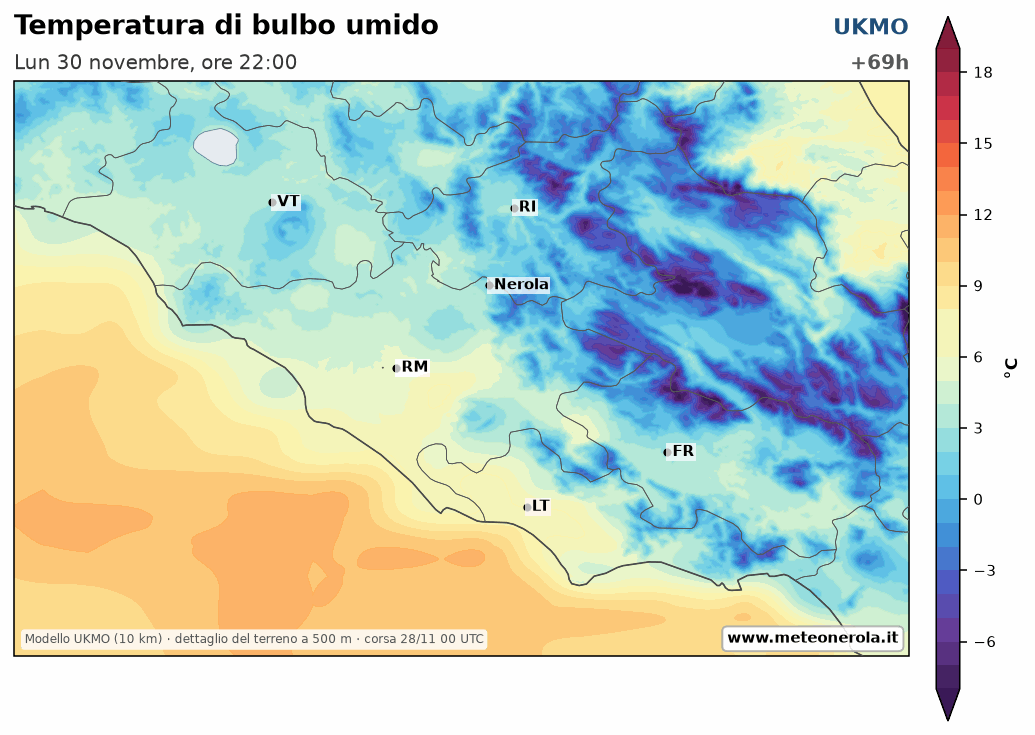 Temperatura di bulbo umido
UKMO
Lun 30 novembre, ore 22:00
+69h
18
15
12
9
6
3
0
−3
−6
°C
VT
RI
Nerola
RM
FR
LT
Modello UKMO (10 km) · dettaglio del terreno a 500 m · corsa 28/11 00 UTC
www.meteonerola.it